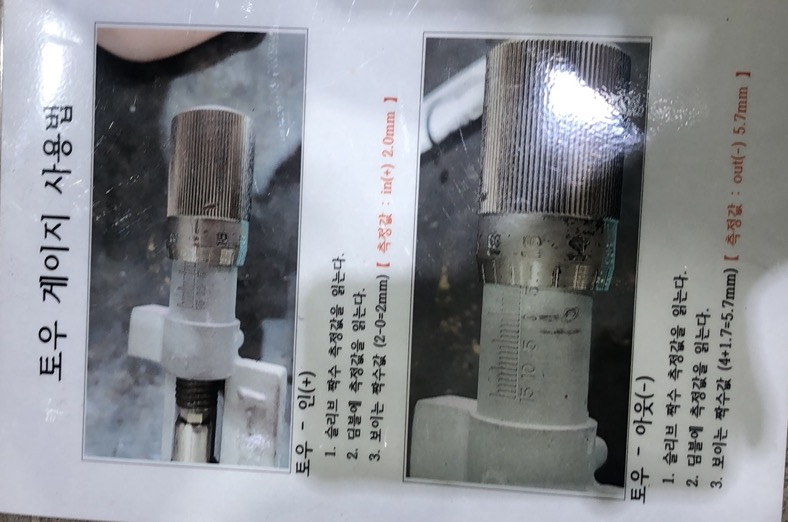 토우 게이지 사용법
토우 - 인(+)
1. 슬리브 짝수 측정값을 읽는다.
2. 딤블에 측정값을 읽는다.
3. 보이는 짝수값 (2-0=2mm) 【 측정값 : in(+) 2.0mm 】
15 10 5
토우 - 아웃(-)
1. 슬리브 짝수 측정값을 읽는다.
2. 딤블에 측정값을 읽는다.
3. 보이는 짝수값 (4+1.7=5.7mm) 【 측정값 : out(-) 5.7mm 】